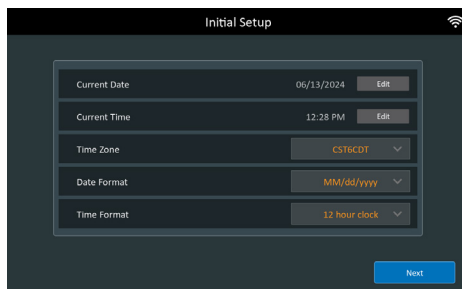 Initial Setup
Current Date 06/13/2024 Edit
Current Time 12:28 PM Edit
Time Zone CST6CDT
Date Format MM/dd/yyyy
Time Format 12 hour clock
Next